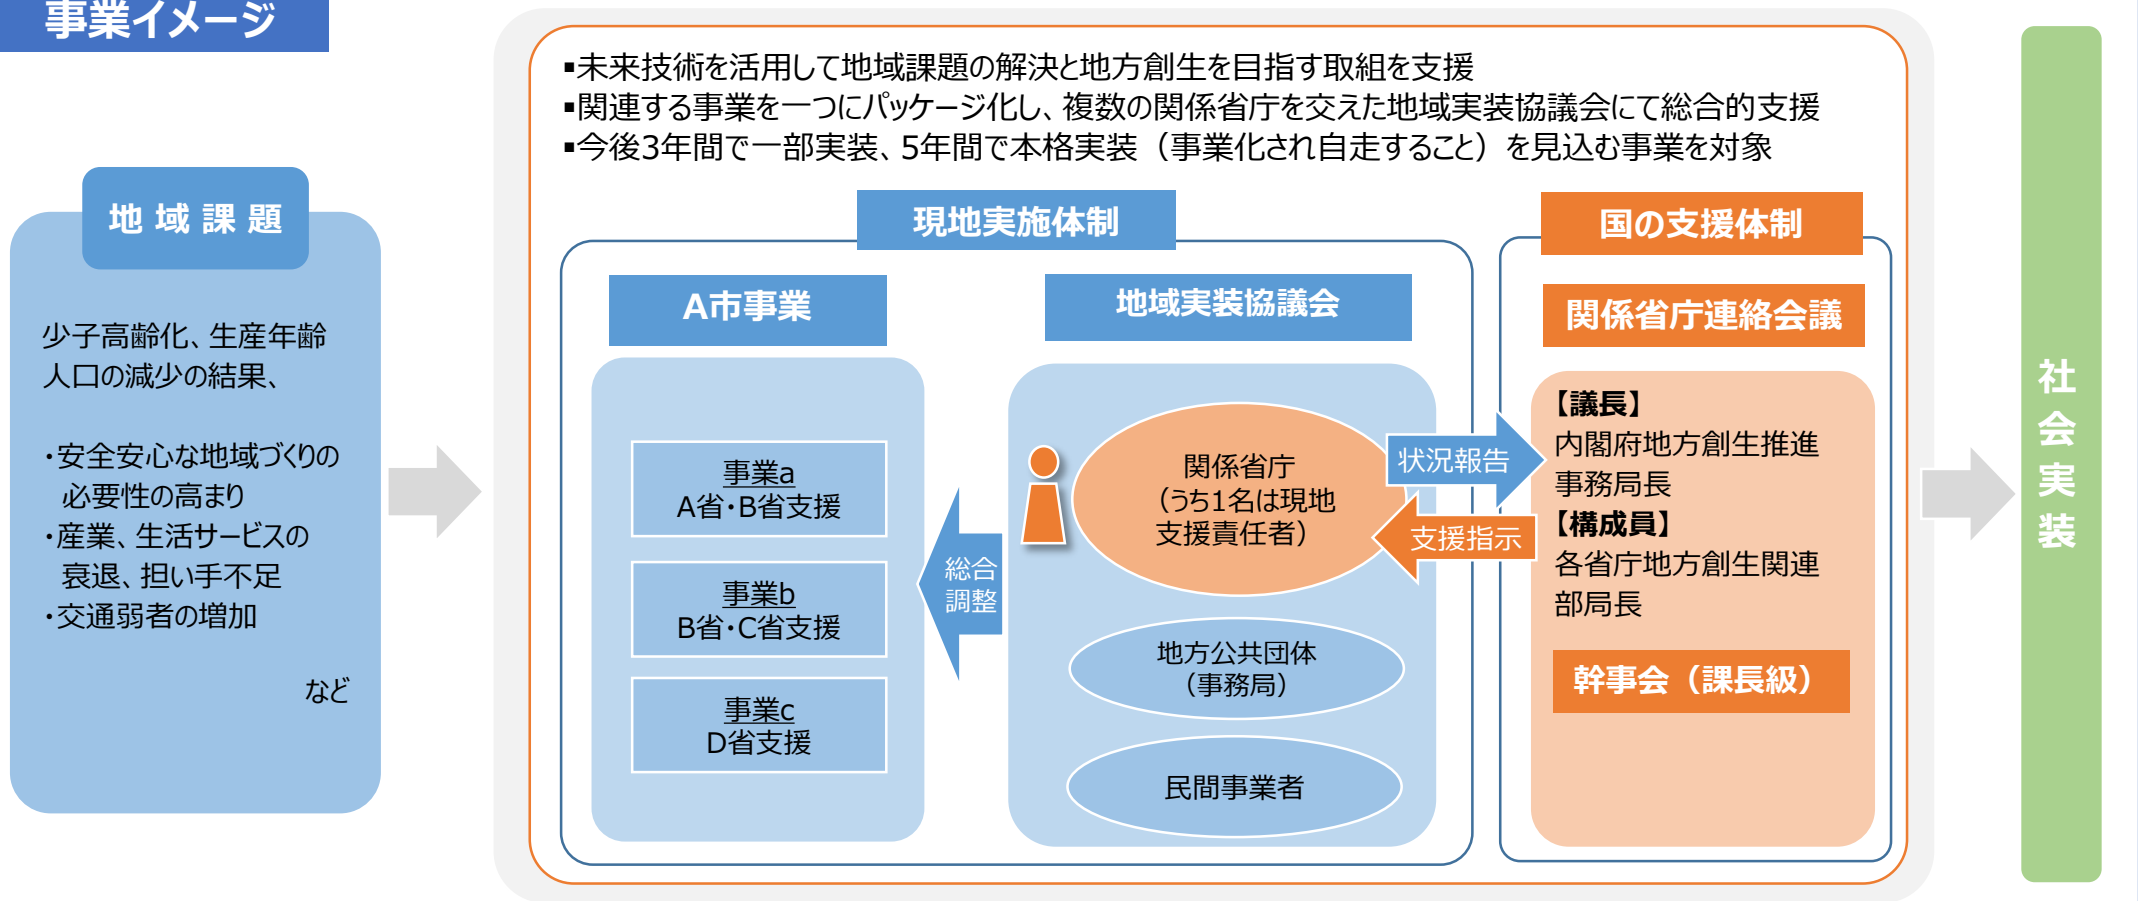 事業イメージ
▪未来技術を活用して地域課題の解決と地方創生を目指す取組を支援
▪関連する事業を一つにパッケージ化し、複数の関係省庁を交えた地域実装協議会にて総合的支援
▪今後3年間で一部実装、5年間で本格実装（事業化され自走すること）を見込む事業を対象
地域課題
少子高齢化、生産年齢
人口の減少の結果、
・安全安心な地域づくりの
必要性の高まり
・産業、生活サービスの
衰退、担い手不足
・交通弱者の増加
など
現地実施体制
A市事業
事業a
A省・B省支援
事業b
B省・C省支援
事業c
D省支援
総合
調整
地域実装協議会
関係省庁
（うち1名は現地
支援責任者）
地方公共団体
（事務局）
民間事業者
状況報告
支援指示
国の支援体制
関係省庁連絡会議
【議長】
内閣府地方創生推進
事務局長
【構成員】
各省庁地方創生関連
部局長
幹事会（課長級）
社会実装